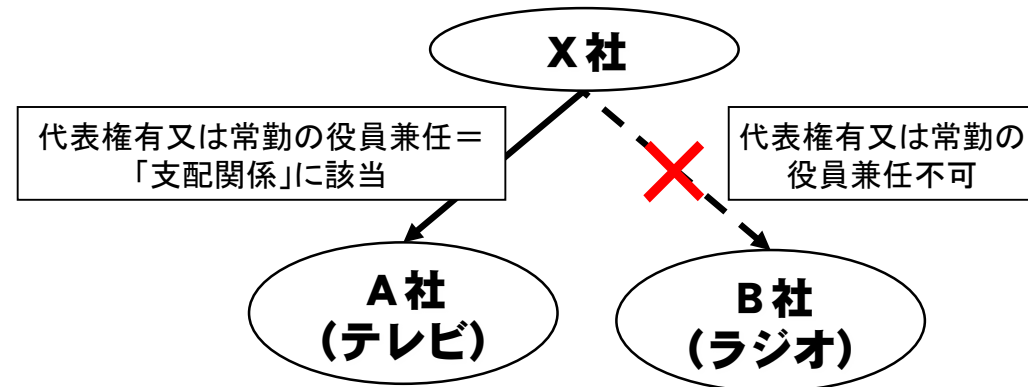 X社
代表権有又は常勤の役員兼任＝
「支配関係」に該当
代表権有又は常勤の
役員兼任不可
A社
(テレビ)
B社
(ラジオ)